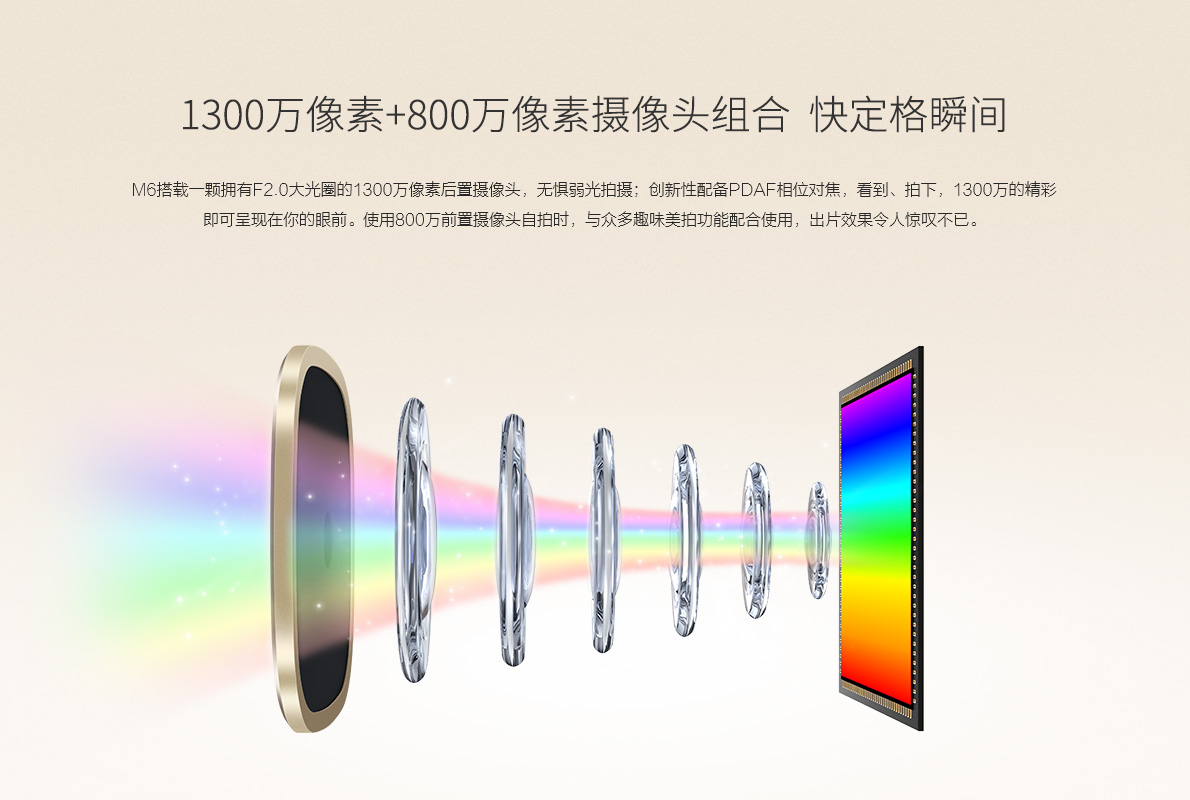 1300万像素+800万像素摄像头组合 快定格瞬间
M6搭载一颗拥有F2.0大光圈的1300万像素后置摄像头，无惧弱光拍摄；创新性配备PDAF相位对焦，看到、拍下，1300万的精彩
即可呈现在你的眼前。使用800万前置摄像头自拍时，与众多趣味美拍功能配合使用，出片效果令人惊叹不已。